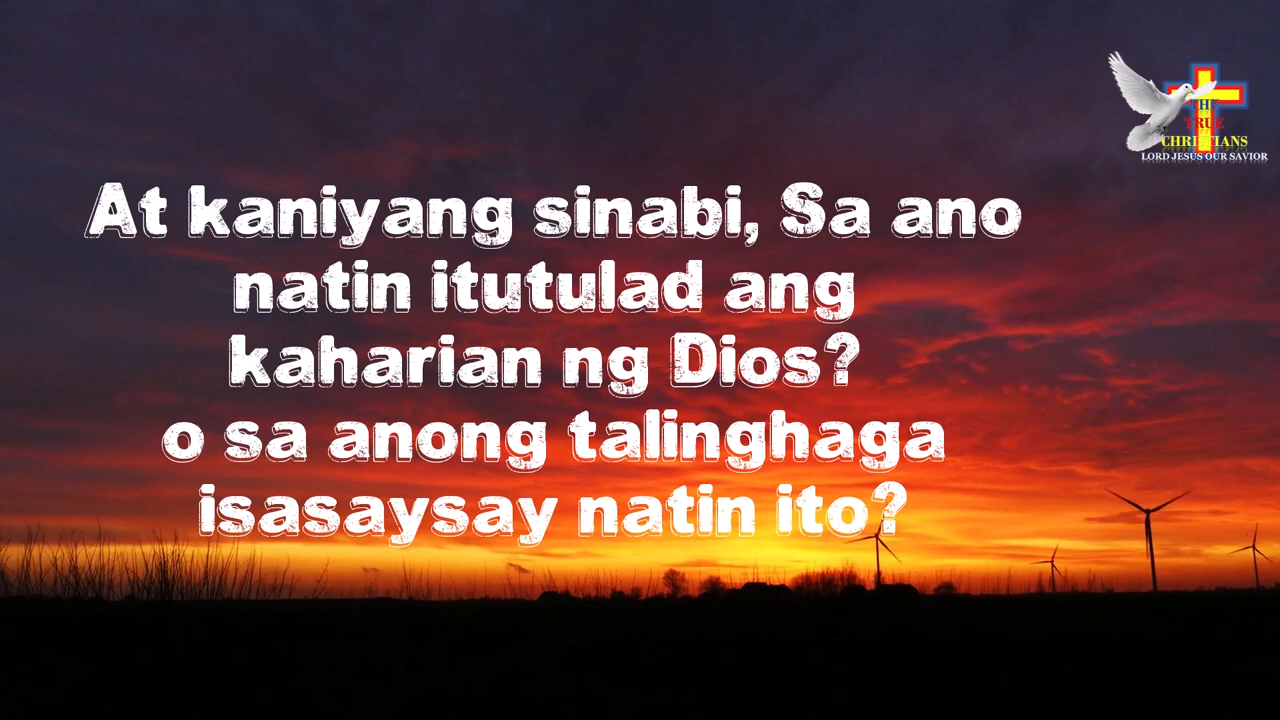 At kaniyang sinabi, Sa ano
natin itutulad ang
kaharian ng Dios?
o sa anong talinghaga
isasaysay natin ito?
THE
TRUE
CHRISTIANS
LORD JESUS OUR SAVIOR